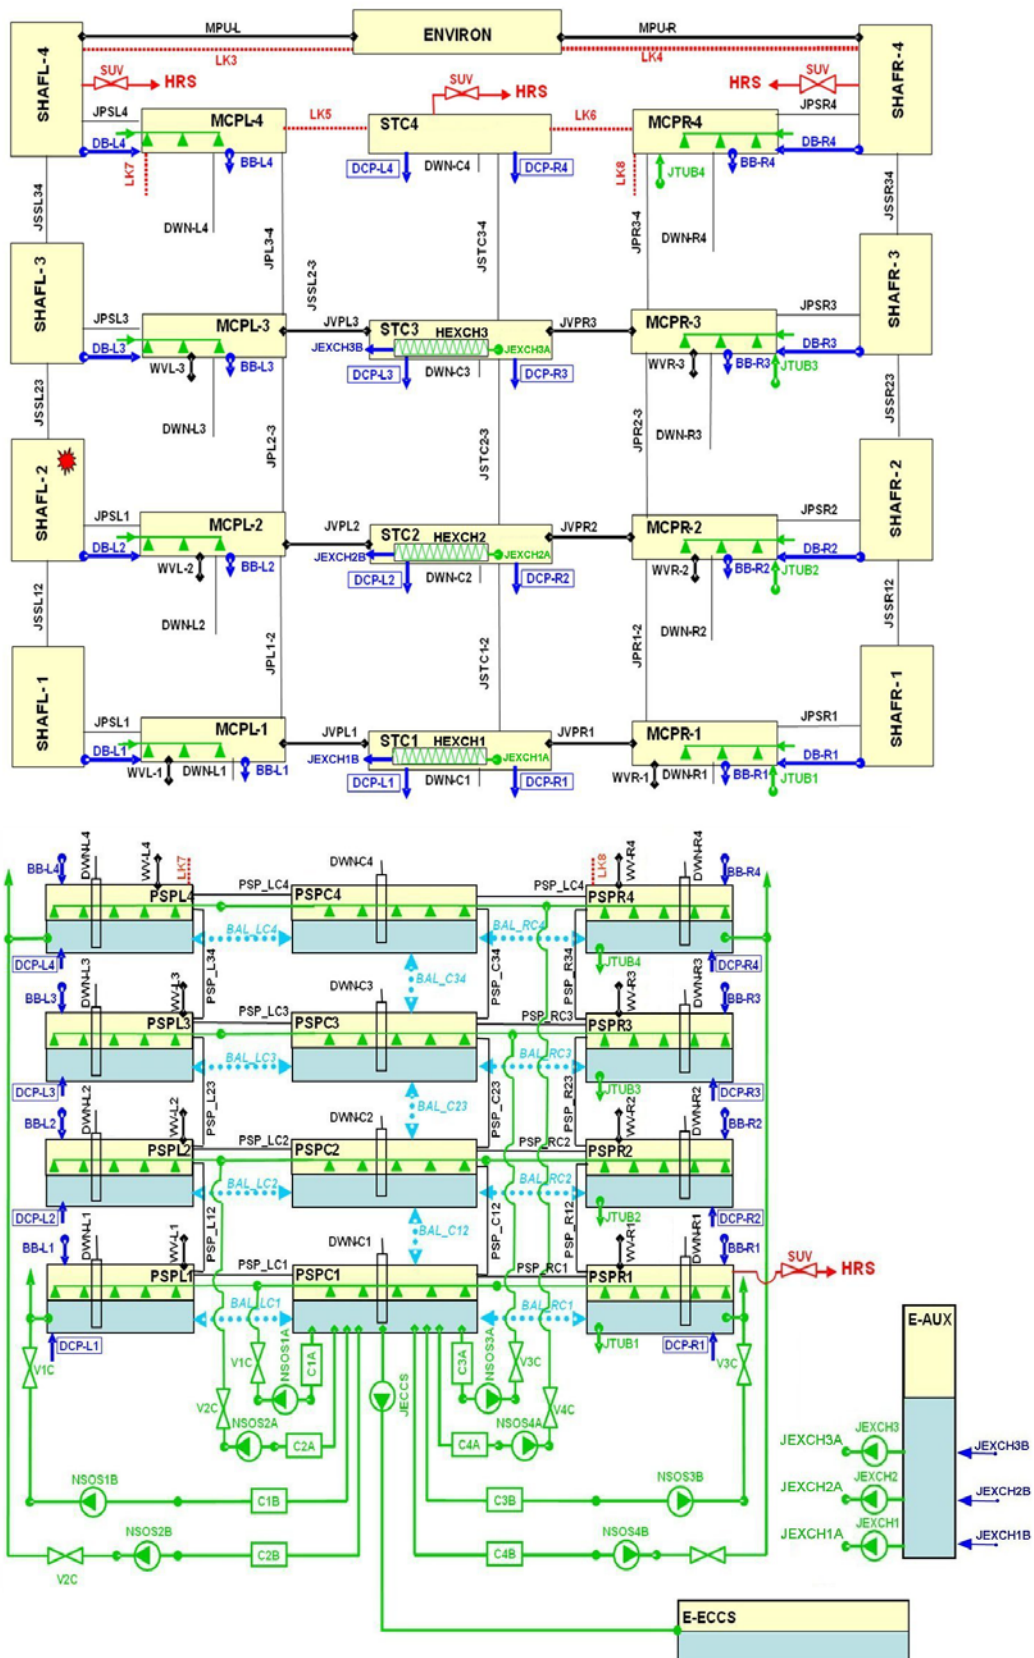 MPU-L
ENVIRON
MPU-R
SHAFL-4
SHAFR-4
LK3
LK4
SUV
HRS
SUV
HRS
HRS
SUV
JPSL4
MCPL-4
LK5
STC4
LK6
MCPR-4
JPSR4
DB-L4
LK7
BB-L4
DCP-L4
DWN-C4
DCP-R4
LK8
JTUB4
BB-R4
DB-R4
JSSL34
DWN-L4
JPL3-4
JSSL2-3
JSTC3-4
JPR3-4
DWN-R4
JSSR34
SHAFL-3
SHAFR-3
JPSL3
MCPL-3
JVPL3
STC3
HEXCH3
JVPR3
MCPR-3
JPSR3
DB-L3
WVL-3
BB-L3
JEXCH3B
JEXCH3A
DCP-L3
DWN-C3
DCP-R3
WVR-3
BB-R3
DB-R3
JTUB3
JSSL23
DWN-L3
JPL2-3
JSTC2-3
JPR2-3
DWN-R3
JSSR23
SHAFL-2
SHAFR-2
JPSL1
MCPL-2
JVPL2
STC2
HEXCH2
JVPR2
MCPR-2
JPSR2
DB-L2
WVL-2
BB-L2
JEXCH2B
JEXCH2A
DCP-L2
DWN-C2
DCP-R2
WVR-2
BB-R2
DB-R2
JTUB2
JSSL12
DWN-L2
JPL1-2
JSTC1-2
JPR1-2
DWN-R2
JSSR12
SHAFL-1
SHAFR-1
JPSL1
MCPL-1
JVPL1
STC1
HEXCH1
JVPR1
MCPR-1
JPSR1
DB-L1
WVL-1
DWN-L1
BB-L1
JEXCH1B
JEXCH1A
DCP-L1
DWN-C1
DCP-R1
WVR-1
DWN-R1
BB-R1
DB-R1
JTUB1
BB-L4
DWN-L4
WV-L4
LK7
DWN-C4
LK8
WV-R4
DWN-R4
BB-R4
PSPL4
PSP_LC4
PSPC4
PSP_LC4
PSPR4
BAL_LC4
BAL_RC4
DCP-L4
JTUB4
DCP-R4
PSP_L34
BAL_C34
PSP_C34
PSP_R34
BB-L3
DWN-L3
WV-L3
DWN-C3
WV-R3
DWN-R3
BB-R3
PSPL3
PSP_LC3
PSPC3
PSP_RC3
PSPR3
BAL_LC3
BAL_RC3
DCP-L3
JTUB3
DCP-R3
PSP_L23
BAL_C23
PSP_C23
PSP_R23
BB-L2
DWN-L2
WV-L2
DWN-C2
WV-R2
DWN-R2
BB-R2
PSPL2
PSP_LC2
PSPC2
PSP_RC2
PSPR2
BAL_LC2
BAL_RC2
DCP-L2
JTUB2
DCP-R2
PSP_L12
BAL_C12
PSP_C12
PSP_R12
BB-L1
DWN-L1
WV-L1
DWN-C1
WV-R1
DWN-R1
BB-R1
SUV
HRS
PSPL1
PSP_LC1
PSPC1
PSP_RC1
PSPR1
BAL_LC1
BAL_RC1
DCP-L1
JTUB1
DCP-R1
V1C
V1C
NSOS1A
C1A
JECCS
C3A
NSOS3A
V3C
V3C
V2C
NSOS2A
C2A
C4A
NSOS4A
V4C
NSOS1B
C1B
C3B
NSOS3B
NSOS2B
C2B
C4B
NSOS4B
V2C
E-AUX
JEXCH3A
JEXCH3
JEXCH3B
JEXCH2A
JEXCH2
JEXCH2B
JEXCH1A
JEXCH1
JEXCH1B
E-ECCS